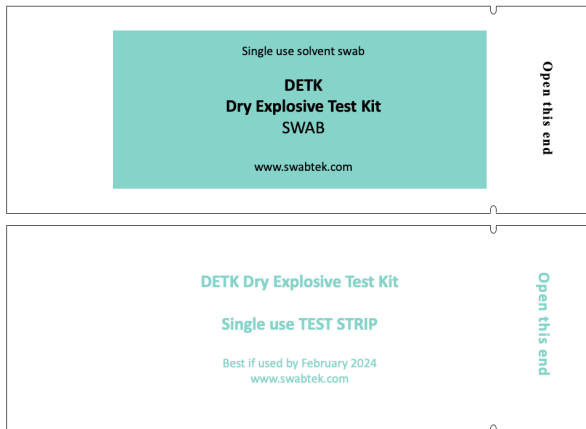 Single use solvent swab
DETK
Dry Explosive Test Kit
SWAB
www.swabtek.com
Open this end
DETK Dry Explosive Test Kit
Single use TEST STRIP
Best if used by February 2024
www.swabtek.com
Open this end